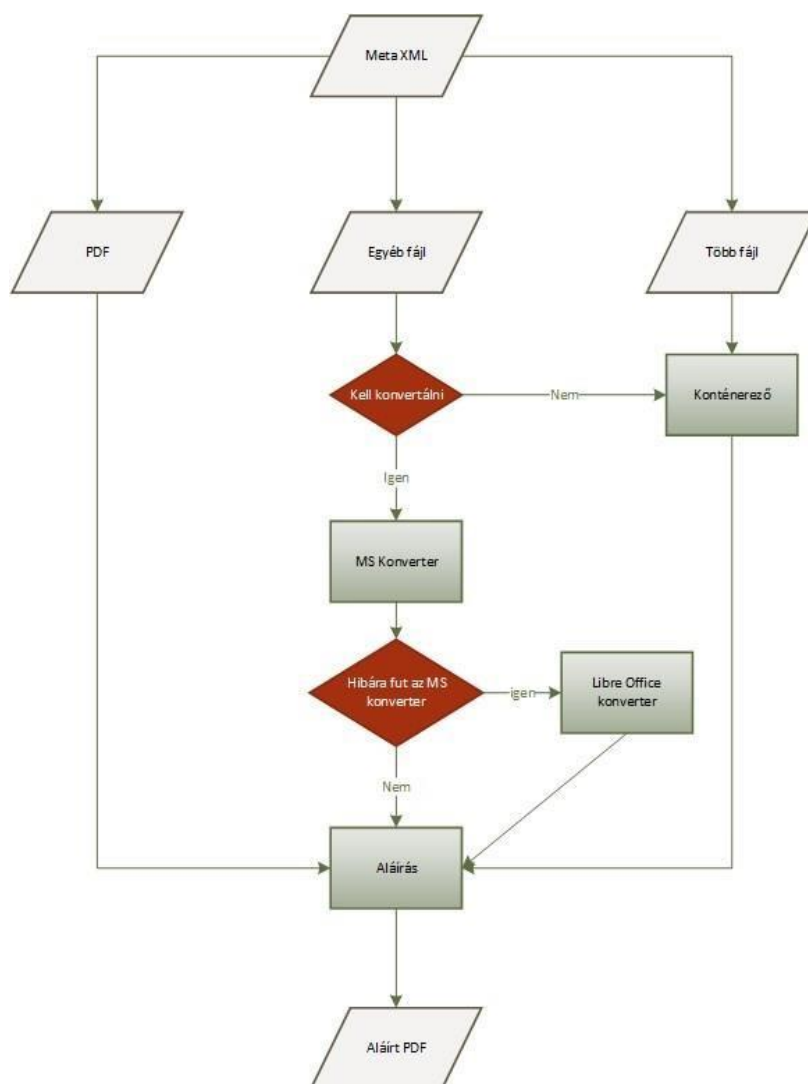 Meta XML
PDF
Egyéb fájl
Több fájl
Kell konvertálni
Nem
Konténerező
Igen
MS Konverter
Hibára fut az MS
konverter
igen
Libre Office
konverter
Nem
Aláírás
Aláírt PDF